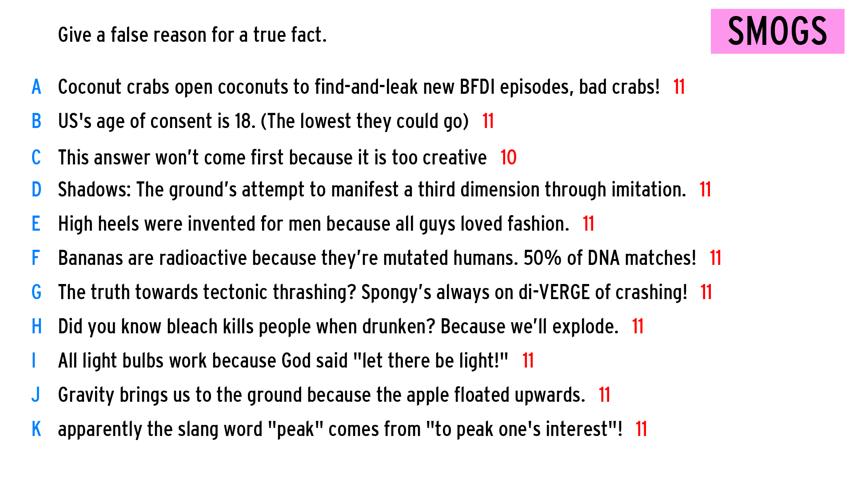 Give a false reason for a true fact.
SMOGS
A Coconut crabs open coconuts to find-and-leak new BFDI episodes, bad crabs! 11
B US's age of consent is 18. (The lowest they could go) 11
C This answer won't come first because it is too creative 10
D Shadows: The ground's attempt to manifest a third dimension through imitation. 11
E High heels were invented for men because all guys loved fashion. 11
F Bananas are radioactive because they're mutated humans. 50% of DNA matches! 11
G The truth towards tectonic thrashing? Spongy's always on di-VERGE of crashing! 11
H Did you know bleach kills people when drunken? Because we'll explode. 11
I All light bulbs work because God said "let there be light!" 11
J Gravity brings us to the ground because the apple floated upwards. 11
K apparently the slang word "peak" comes from "to peak one's interest"! 11